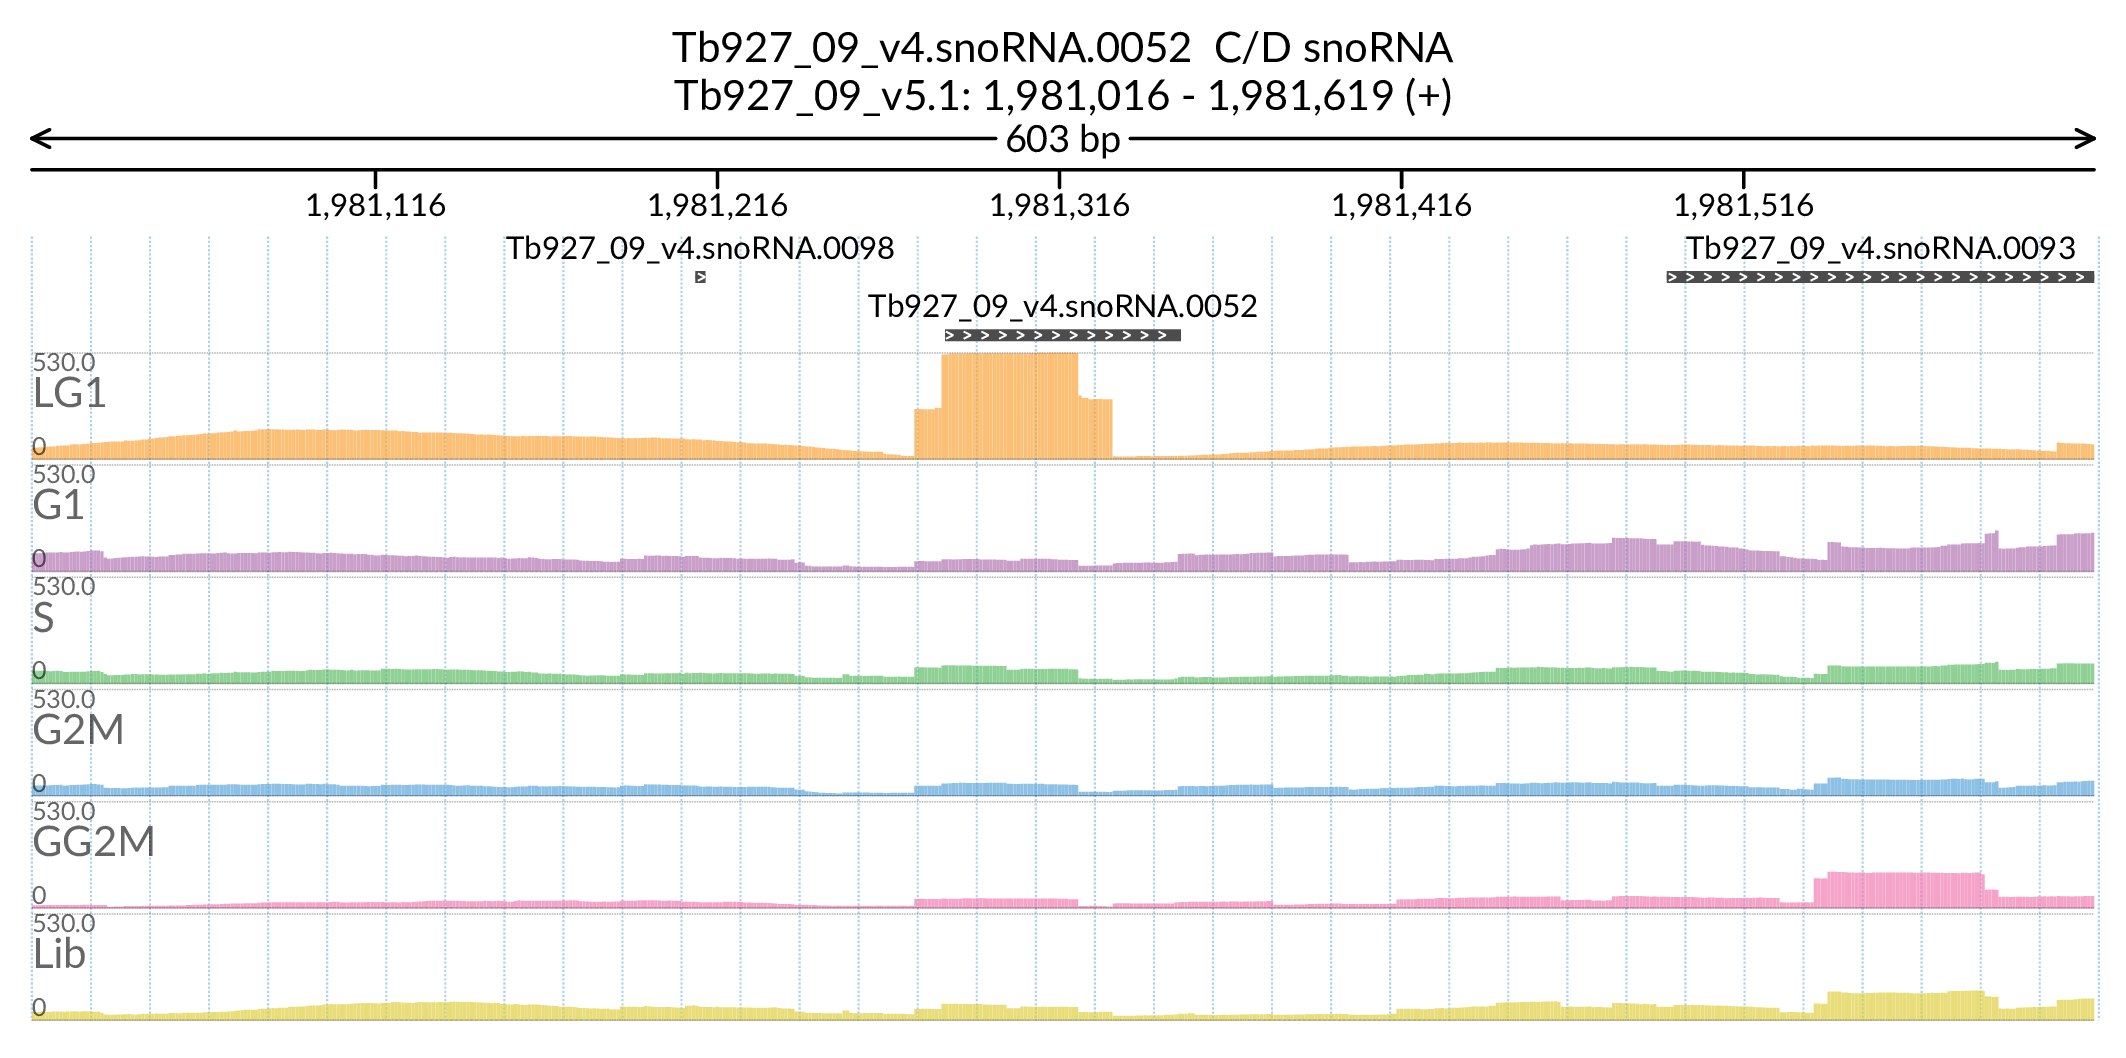 Tb927_09_v4.snoRNA.0052  C/D snoRNA
Tb927_09_v5.1: 1,981,016 - 1,981,619 (+)
603 bp
1,981,116 1,981,216 1,981,316 1,981,416 1,981,516
Tb927_09_v4.snoRNA.0098 Tb927_09_v4.snoRNA.0093
Tb927_09_v4.snoRNA.0052
530.0
LG1
0
530.0
G1
0
530.0
S
0
530.0
G2M
0
530.0
GG2M
0
530.0
Lib
0